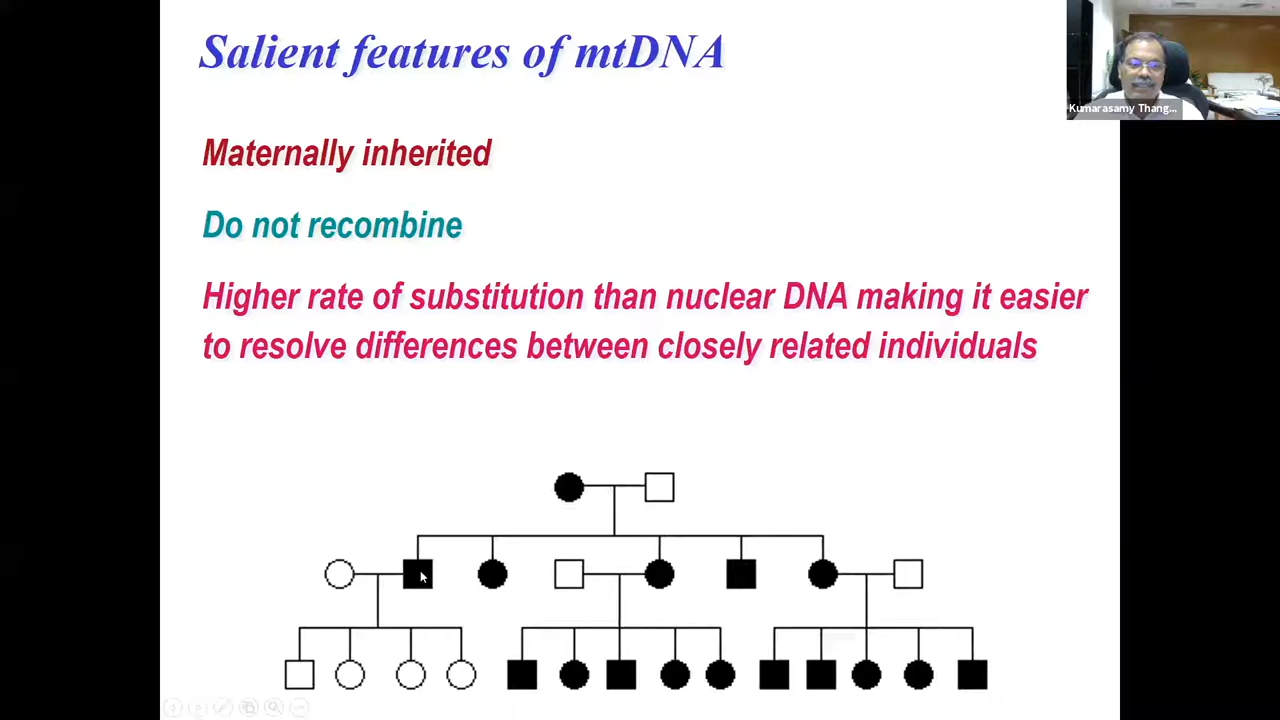 Salient features of mtDNA
Kumarasamy Thang...
Maternally inherited
Do not recombine
Higher rate of substitution than nuclear DNA making it easier
to resolve differences between closely related individuals